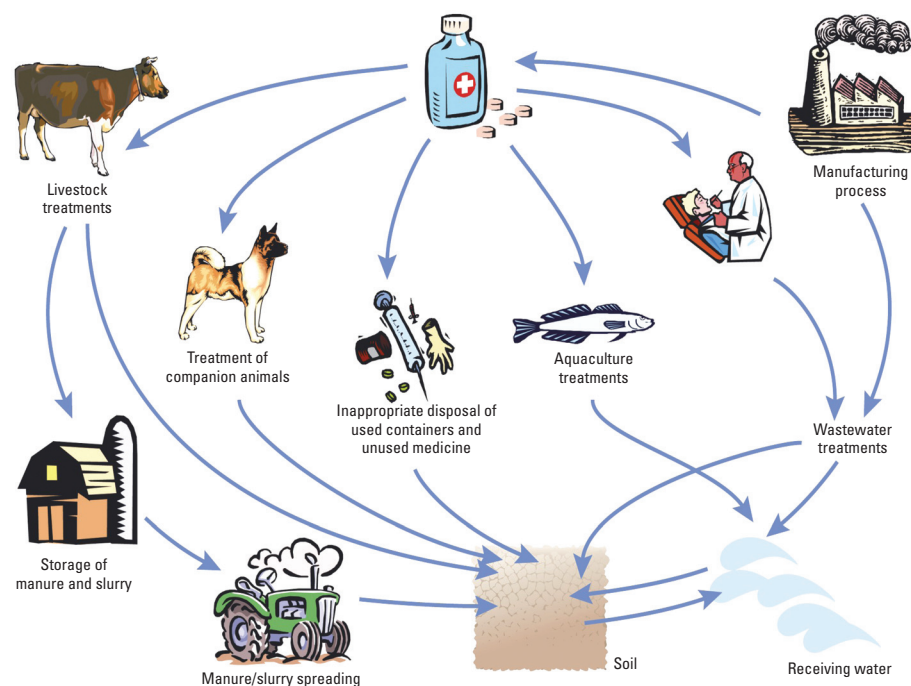 Livestock
treatments
Manufacturing
process
Treatment of
companion animals
Inappropriate disposal of
used containers and
unused medicine
Aquaculture
treatments
Wastewater
treatments
Storage of
manure and slurry
Manure/slurry spreading
Soil
Receiving water